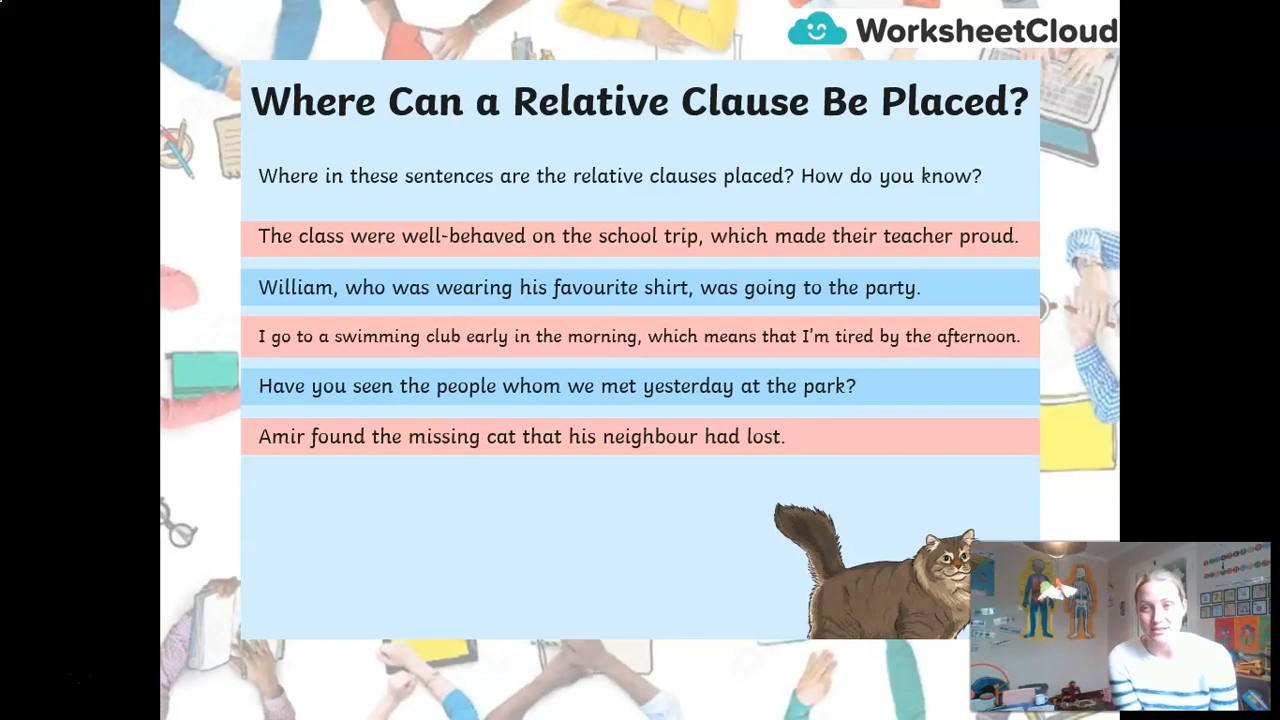 WorksheetCloud
Where Can a Relative Clause Be Placed?
Where in these sentences are the relative clauses placed? How do you know?
The class were well-behaved on the school trip, which made their teacher proud.
William, who was wearing his favourite shirt, was going to the party.
I go to a swimming club early in the morning, which means that I'm tired by the afternoon.
Have you seen the people whom we met yesterday at the park?
Amir found the missing cat that his neighbour had lost.